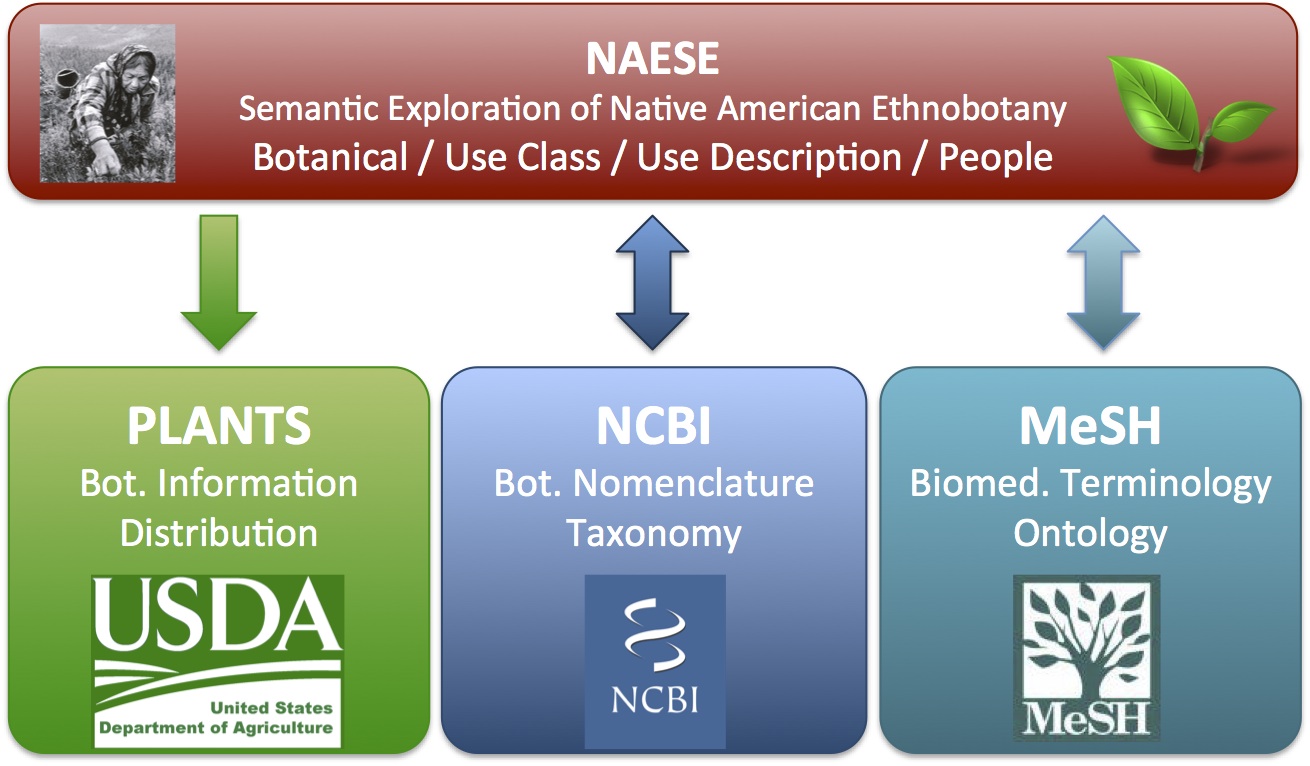 NAESE
Semantic Exploration of Native American Ethnobotany
Botanical / Use Class / Use Description / People
PLANTS
Bot. Information
Distribution
USDA
United States
Department of Agriculture
NCBI
Bot. Nomenclature
Taxonomy
NCBI
MeSH
Biomed. Terminology
Ontology
MeSH